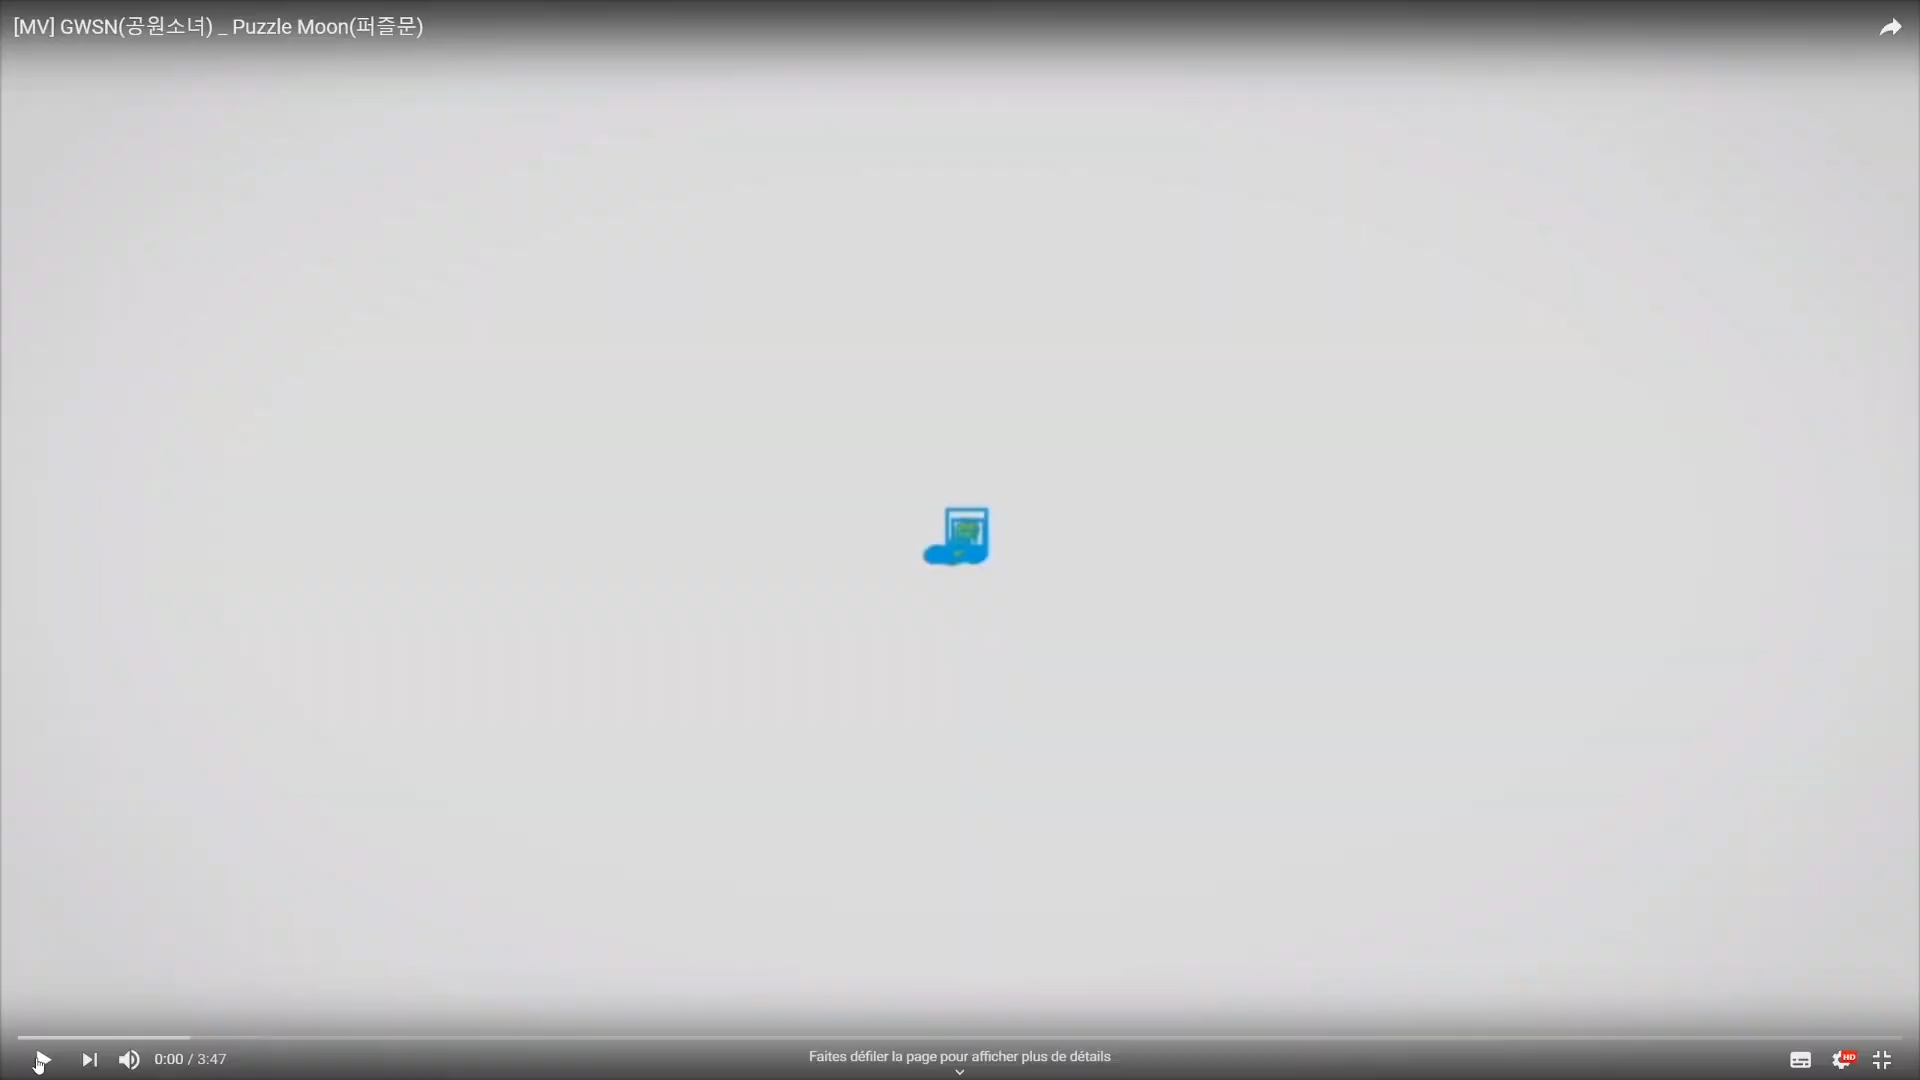 [MV] GWSN(공원소녀) _ Puzzle Moon(퍼즐문)
0:00 / 3:47
Faites défiler la page pour afficher plus de détails
HD